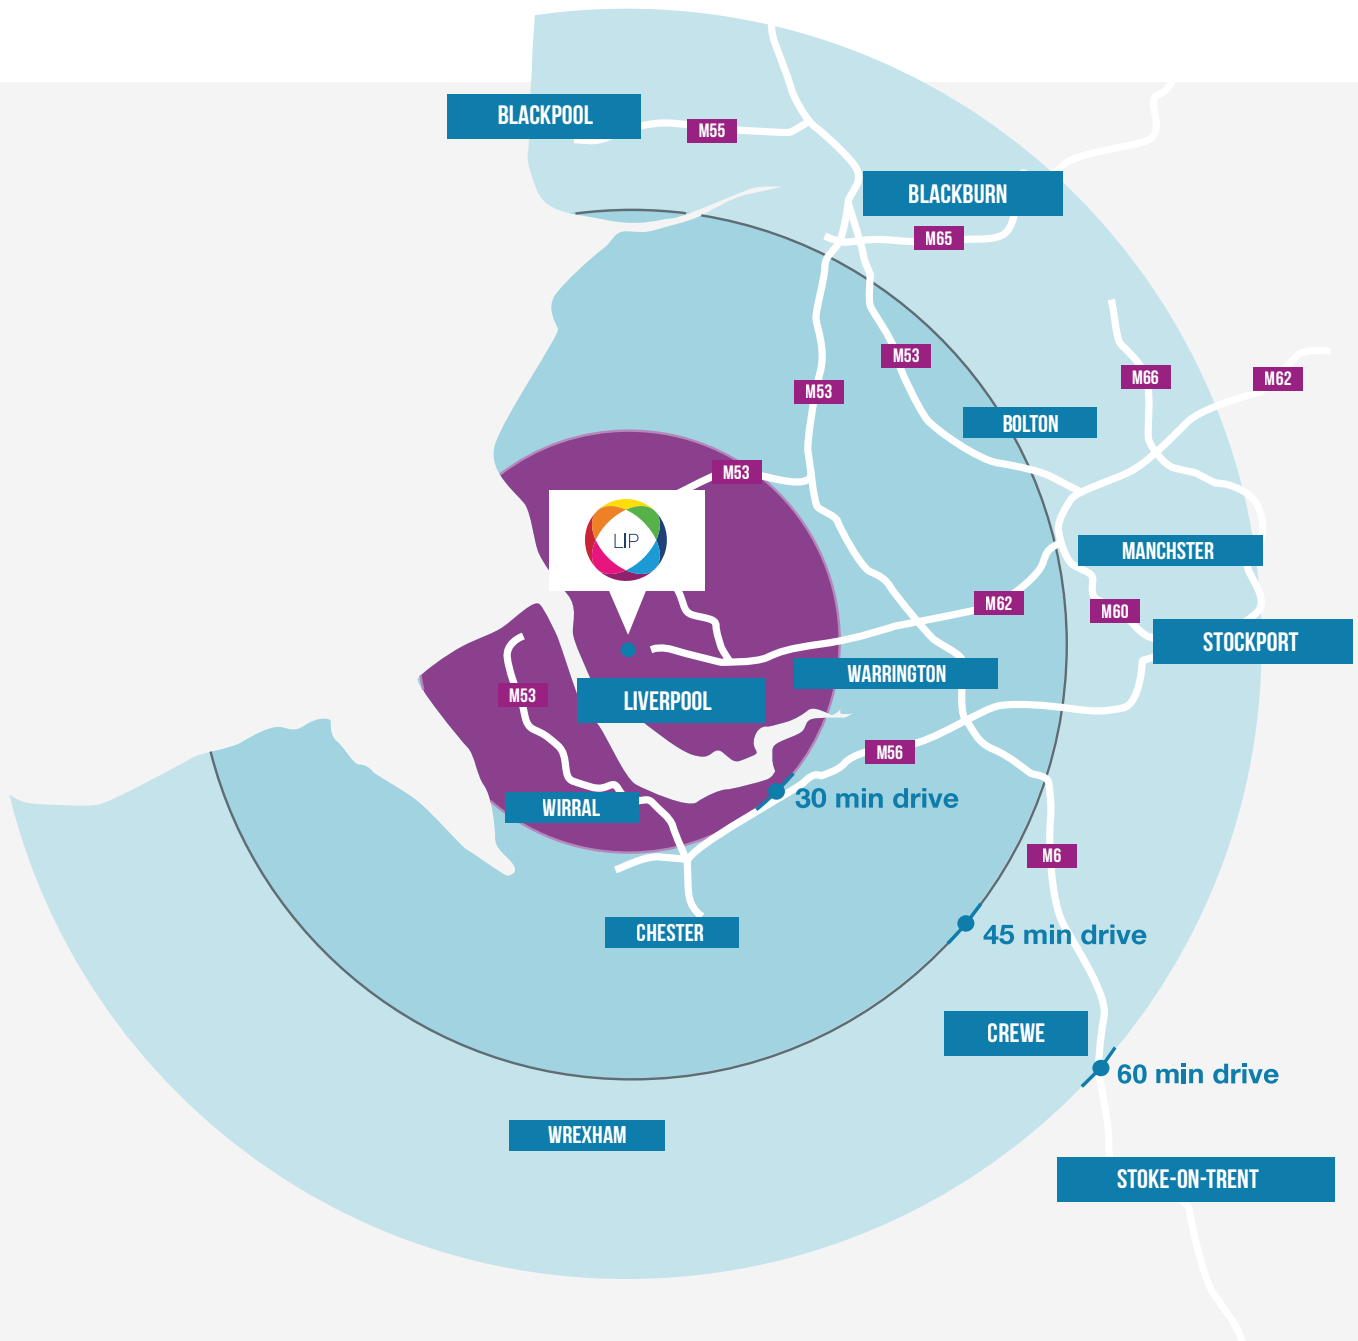 BLACKPOOL
M55
BLACKBURN
M65
M53
M53
M66
M62
BOLTON
M53
LIP
MANCHSTER
M62
M60
STOCKPORT
WARRINGTON
M53
LIVERPOOL
M56
30 min drive
WIRRAL
M6
CHESTER
45 min drive
CREWE
60 min drive
WREXHAM
STOKE-ON-TRENT